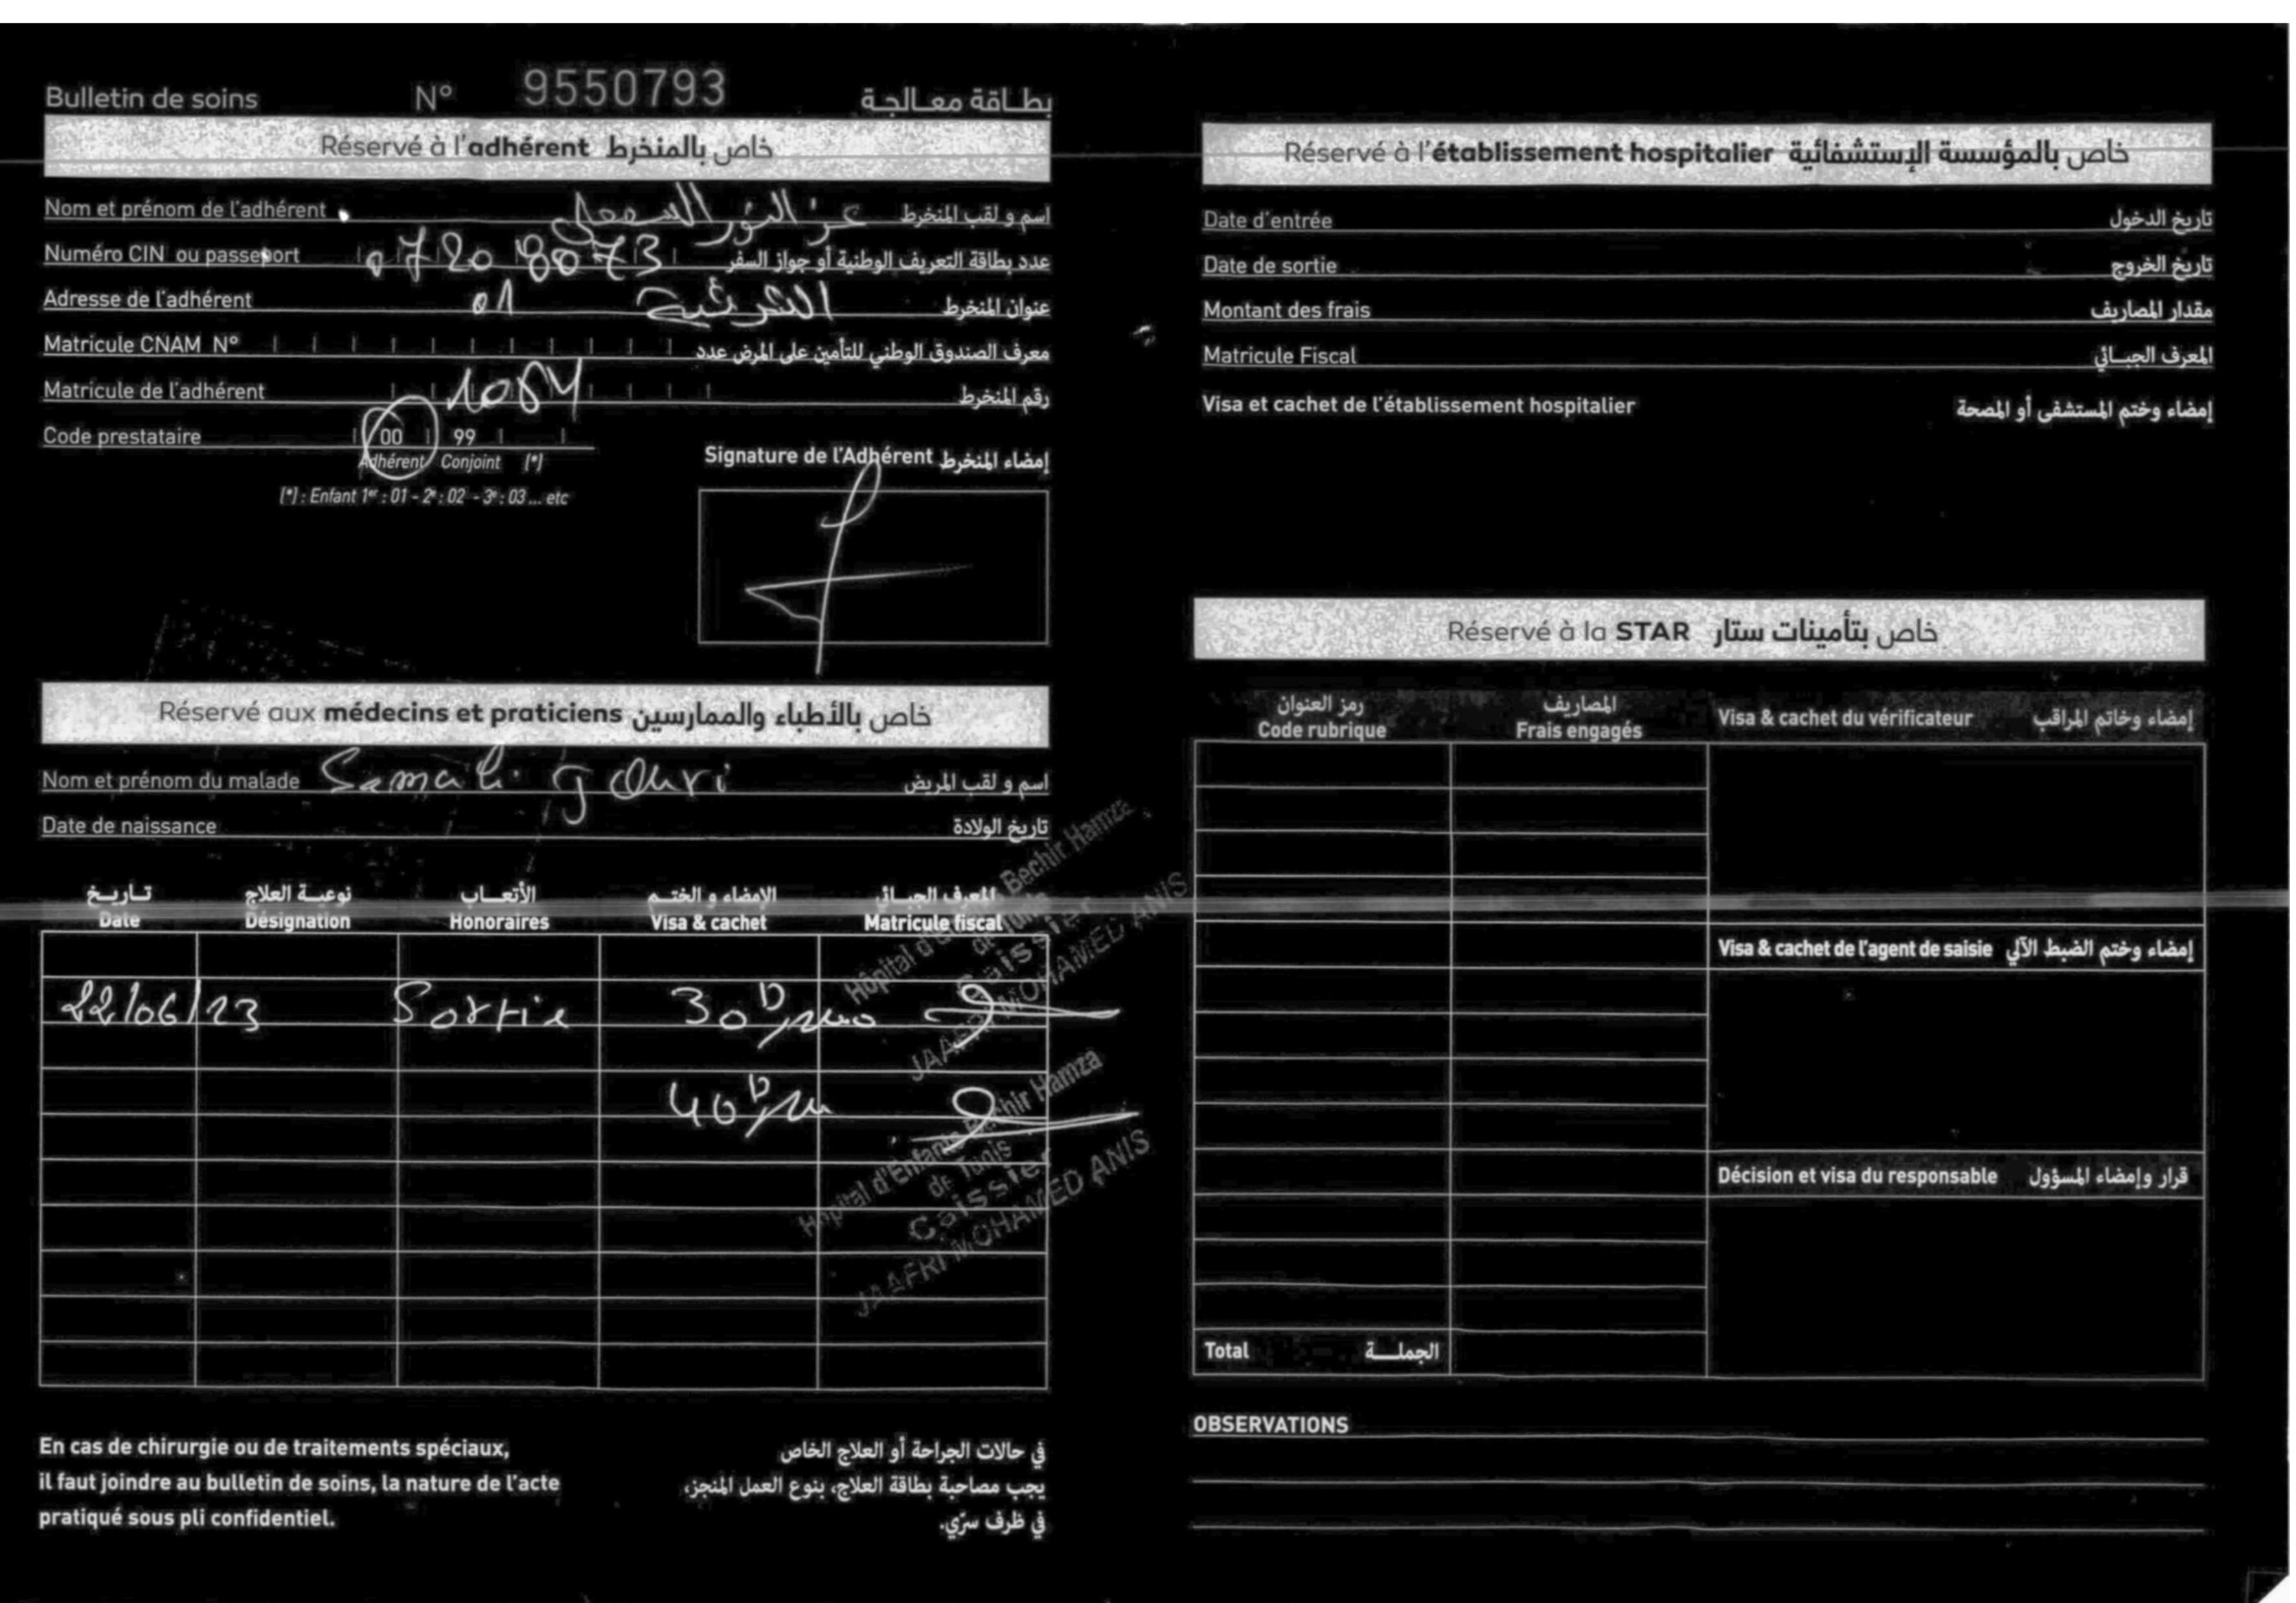 Bulletin de soins N° 9550793 بطاقة معالجة
Réservé à l'adhérent خاص بالمنخرط
Nom et prénom de l'adhérent عز النور السمعلي اسم و لقب المنخرط
Numéro CIN ou passeport 07208073 عدد بطاقة التعريف الوطنية أو جواز السفر
Adresse de l'adhérent 01 الشرقية عنوان المنخرط
Matricule CNAM N° معرف الصندوق الوطني للتأمين على المرض عدد
Matricule de l'adhérent 1084 رقم المنخرط
Code prestataire 00 99
Adhérent Conjoint (*)
(*) : Enfant 1er : 01 - 2e : 02 - 3e : 03 ... etc
Signature de l'Adhérent إمضاء المنخرط
Réservé aux médecins et praticiens خاص بالأطباء والممارسين
Nom et prénom du malade Samali Johri اسم و لقب المريض
Date de naissance تاريخ الولادة
تاريخ نوعية العلاج الأتعاب الإمضاء و الختم المعرف الجبائي
Date Désignation Honoraires Visa & cachet Matricule fiscal
22/06/23 Sortie 30D
40D
Hôpital d'Enfants Bechir Hamza
de Tunis
Caissier
JAAFRI MOHAMED ANIS
Hôpital d'Enfants Bechir Hamza
de Tunis
Caissier
JAAFRI MOHAMED ANIS
En cas de chirurgie ou de traitements spéciaux,
il faut joindre au bulletin de soins, la nature de l'acte
pratiqué sous pli confidentiel.
في حالات الجراحة أو العلاج الخاص
يجب مصاحبة بطاقة العلاج، بنوع العمل المنجز،
في ظرف سرّي.
Réservé à l'établissement hospitalier خاص بالمؤسسة الإستشفائية
Date d'entrée تاريخ الدخول
Date de sortie تاريخ الخروج
Montant des frais مقدار المصاريف
Matricule Fiscal المعرف الجبائي
Visa et cachet de l'établissement hospitalier إمضاء وختم المستشفى أو المصحة
Réservé à la STAR خاص بتأمينات ستار
رمز العنوان المصاريف
Code rubrique Frais engagés Visa & cachet du vérificateur إمضاء وخاتم المراقب
Visa & cachet de l'agent de saisie إمضاء وختم الضبط الآلي
Décision et visa du responsable قرار وإمضاء المسؤول
Total الجملة
OBSERVATIONS